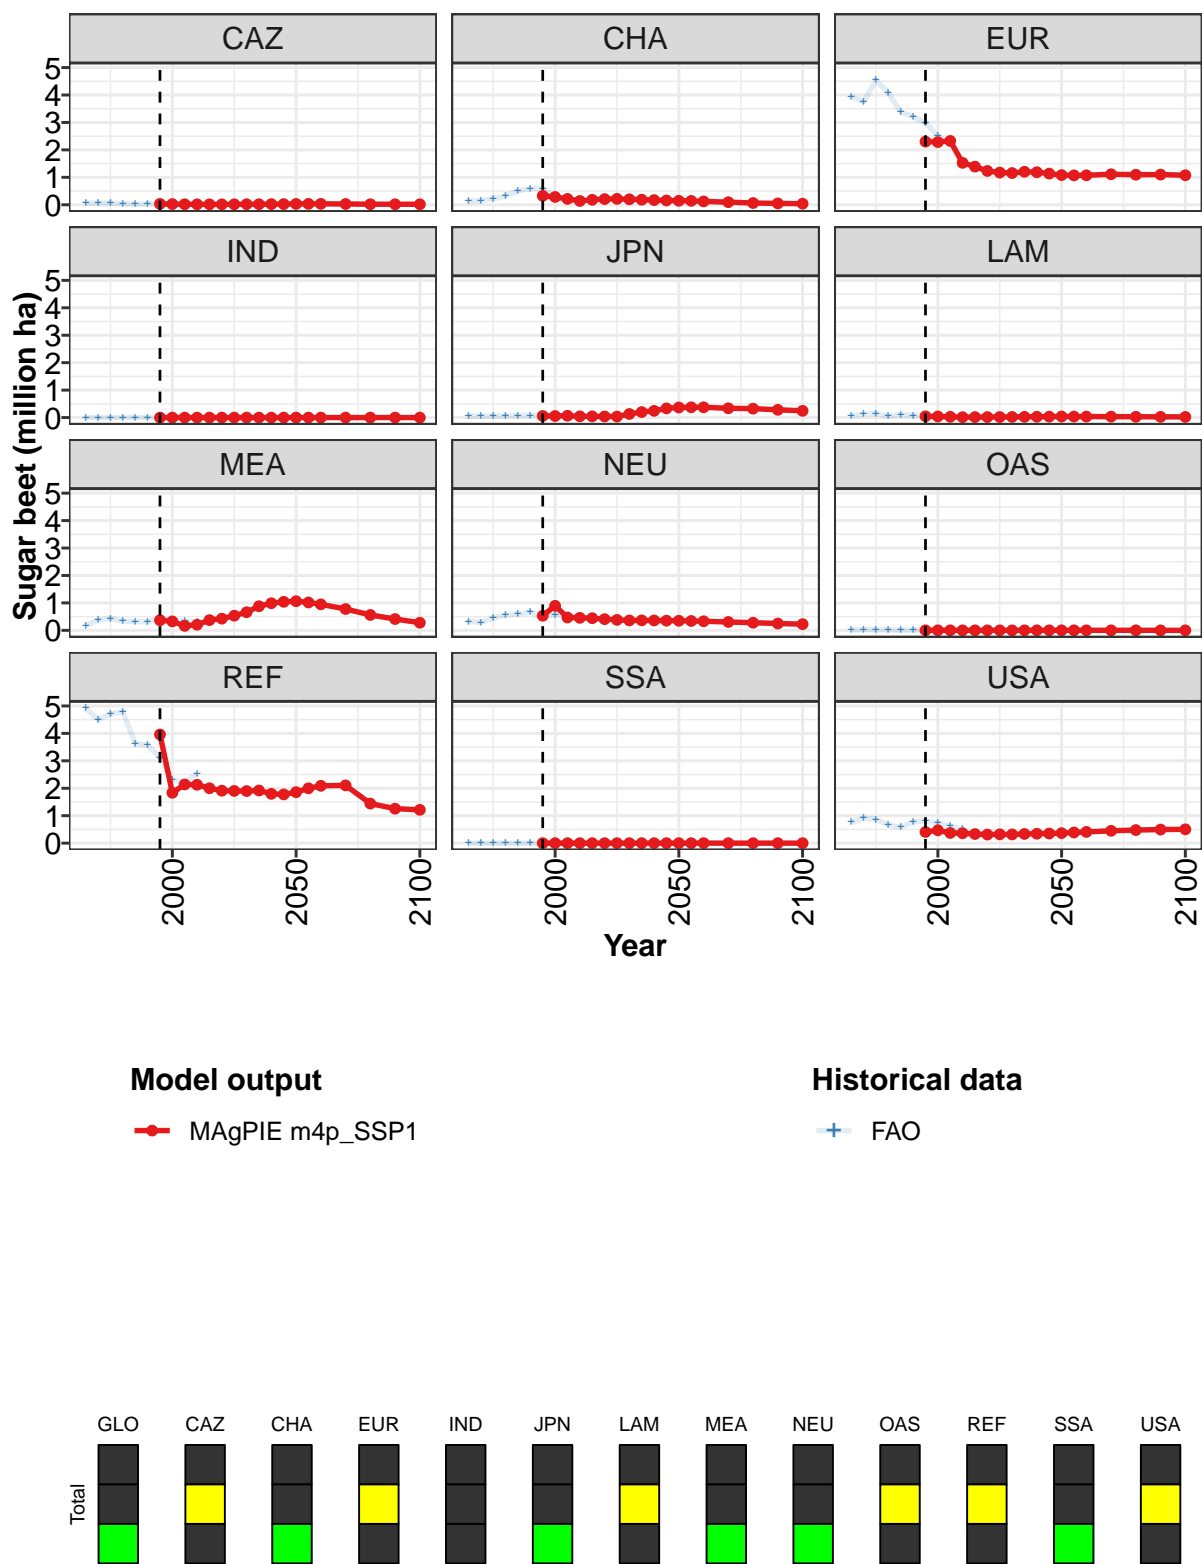 CAZ CHA EUR
5
4
3
2
1
0
IND JPN LAM
5
4
3
2
1
0
MEA NEU OAS
5
4
3
2
1
0
REF SSA USA
5
4
3
2
1
0
Sugar beet (million ha)
2000 2050 2100 2000 2050 2100 2000 2050 2100
Year
Model output Historical data
MAgPIE m4p_SSP1 FAO
GLO CAZ CHA EUR IND JPN LAM MEA NEU OAS REF SSA USA
Total